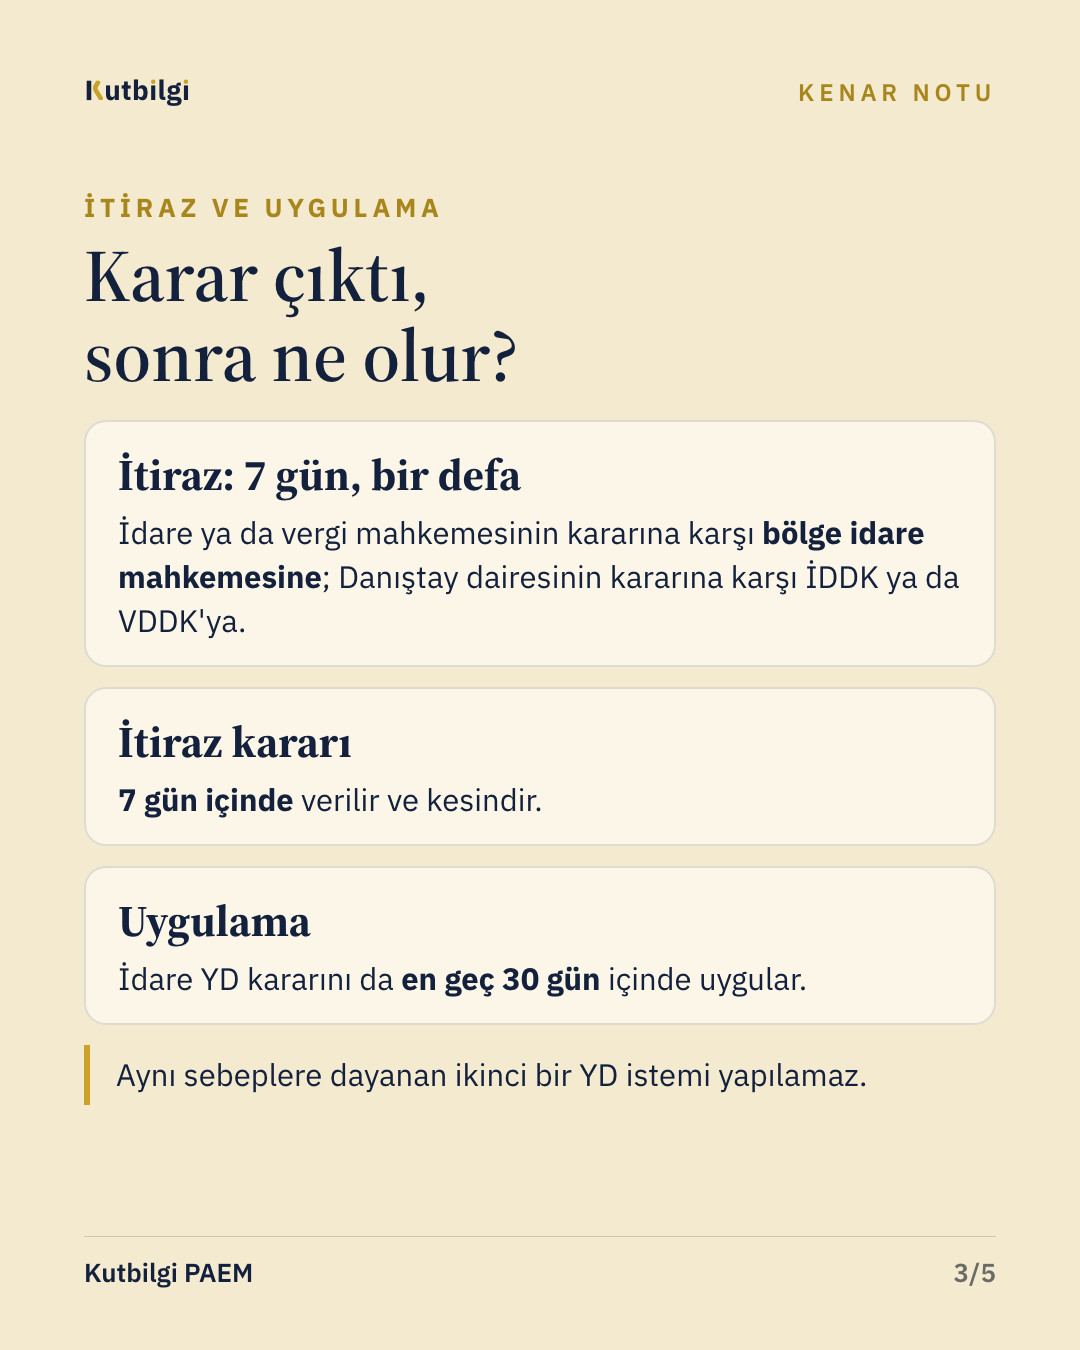 Kutbilgi
KENAR NOTU
İTİRAZ VE UYGULAMA
Karar çıktı,
sonra ne olur?
İtiraz: 7 gün, bir defa
İdare ya da vergi mahkemesinin kararına karşı bölge idare
mahkemesine; Danıştay dairesinin kararına karşı İDDK ya da
VDDK'ya.
İtiraz kararı
7 gün içinde verilir ve kesindir.
Uygulama
İdare YD kararını da en geç 30 gün içinde uygular.
Aynı sebeplere dayanan ikinci bir YD istemi yapılamaz.
Kutbilgi PAEM
3/5